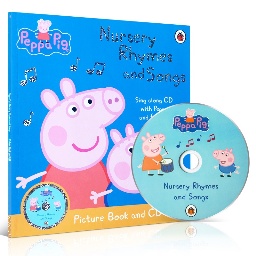 Peppa Pig
Nursery
Rhymes
and Songs
Sing along CD
with Peppa
and
Picture Book and CD
Peppa Pig
Nursery Rhymes
and Songs